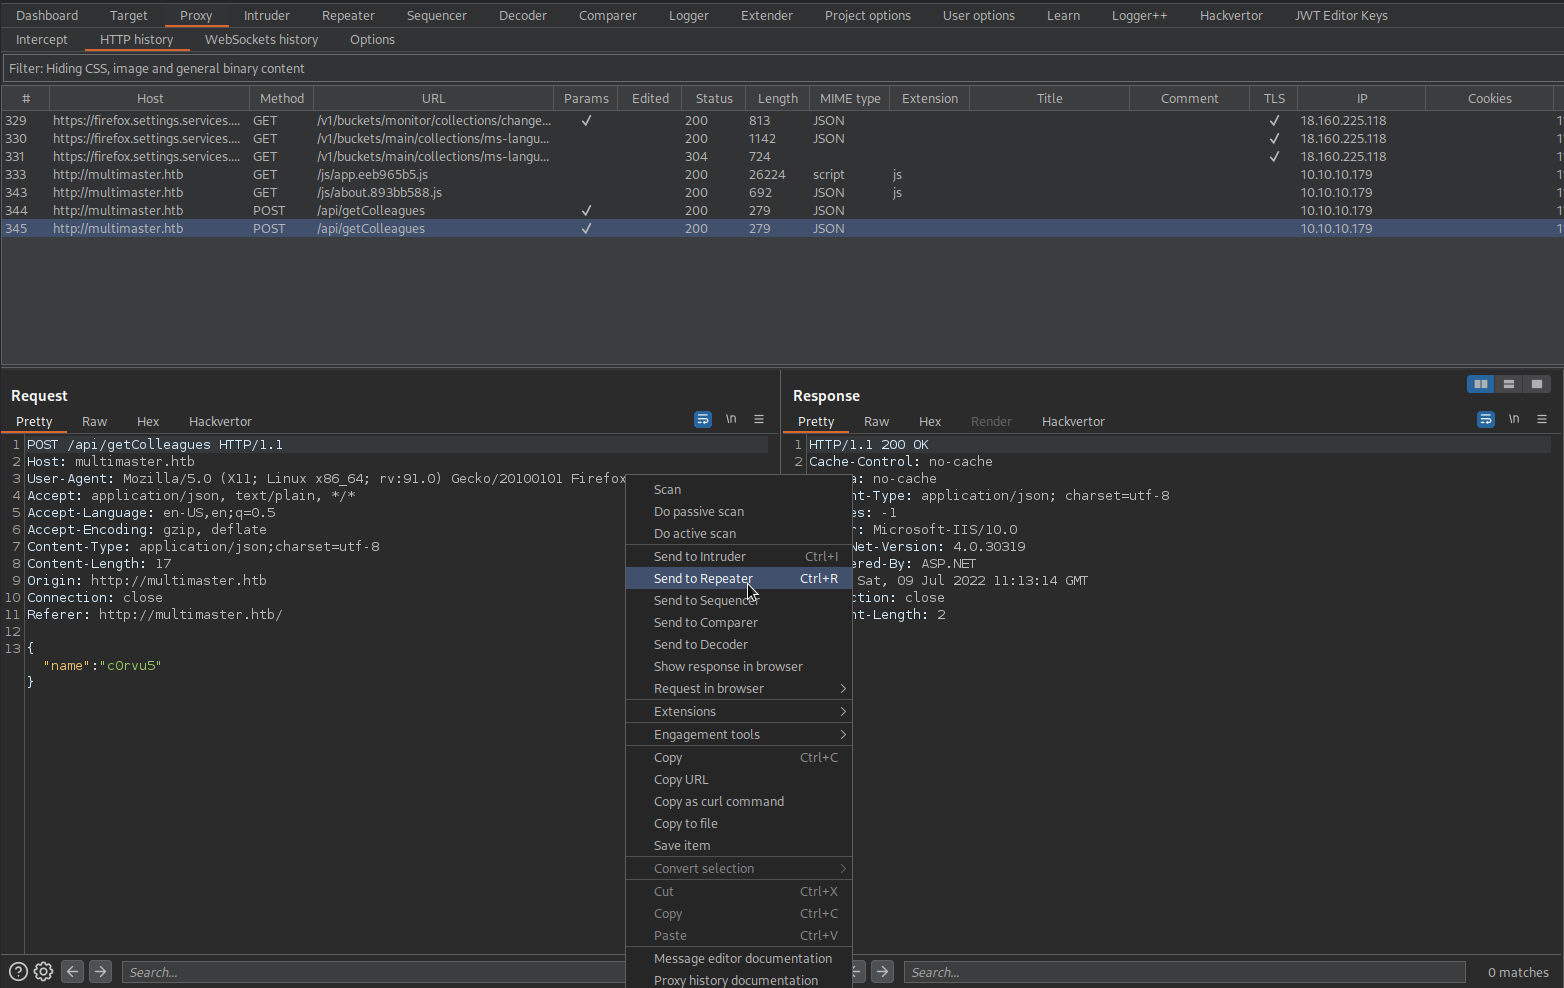 Dashboard Target Proxy Intruder Repeater Sequencer Decoder Comparer Logger Extender Project options User options Learn Logger++ Hackvertor JWT Editor Keys
Intercept HTTP history WebSockets history Options
Filter: Hiding CSS, image and general binary content
# Host Method URL Params Edited Status Length MIME type Extension Title Comment TLS IP Cookies
329 https://firefox.settings.services.... GET /v1/buckets/monitor/collections/change... ✓ 200 813 JSON ✓ 18.160.225.118 1
330 https://firefox.settings.services.... GET /v1/buckets/main/collections/ms-langu... 200 1142 JSON ✓ 18.160.225.118 1
331 https://firefox.settings.services.... GET /v1/buckets/main/collections/ms-langu... 304 724 ✓ 18.160.225.118 1
333 http://multimaster.htb GET /js/app.eeb965b5.js 200 26224 script js 10.10.10.179 1
343 http://multimaster.htb GET /js/about.893bb588.js 200 692 JSON js 10.10.10.179 1
344 http://multimaster.htb POST /api/getColleagues ✓ 200 279 JSON 10.10.10.179 1
345 http://multimaster.htb POST /api/getColleagues ✓ 200 279 JSON 10.10.10.179 1
Request
Pretty Raw Hex Hackvertor \n
1 POST /api/getColleagues HTTP/1.1
2 Host: multimaster.htb
3 User-Agent: Mozilla/5.0 (X11; Linux x86_64; rv:91.0) Gecko/20100101 Firefox
4 Accept: application/json, text/plain, */*
5 Accept-Language: en-US,en;q=0.5
6 Accept-Encoding: gzip, deflate
7 Content-Type: application/json;charset=utf-8
8 Content-Length: 17
9 Origin: http://multimaster.htb
10 Connection: close
11 Referer: http://multimaster.htb/
12
13 {
"name":"c0rvu5"
}
Search...
Scan
Do passive scan
Do active scan
Send to Intruder Ctrl+I
Send to Repeater Ctrl+R
Send to Sequencer
Send to Comparer
Send to Decoder
Show response in browser
Request in browser
Extensions
Engagement tools
Copy Ctrl+C
Copy URL
Copy as curl command
Copy to file
Save item
Convert selection
Cut Ctrl+X
Copy Ctrl+C
Paste Ctrl+V
Message editor documentation
Proxy history documentation
Response
Pretty Raw Hex Render Hackvertor \n
1 HTTP/1.1 200 OK
2 Cache-Control: no-cache
a: no-cache
nt-Type: application/json; charset=utf-8
es: -1
r: Microsoft-IIS/10.0
Net-Version: 4.0.30319
ered-By: ASP.NET
Sat, 09 Jul 2022 11:13:14 GMT
ction: close
nt-Length: 2
Search... 0 matches